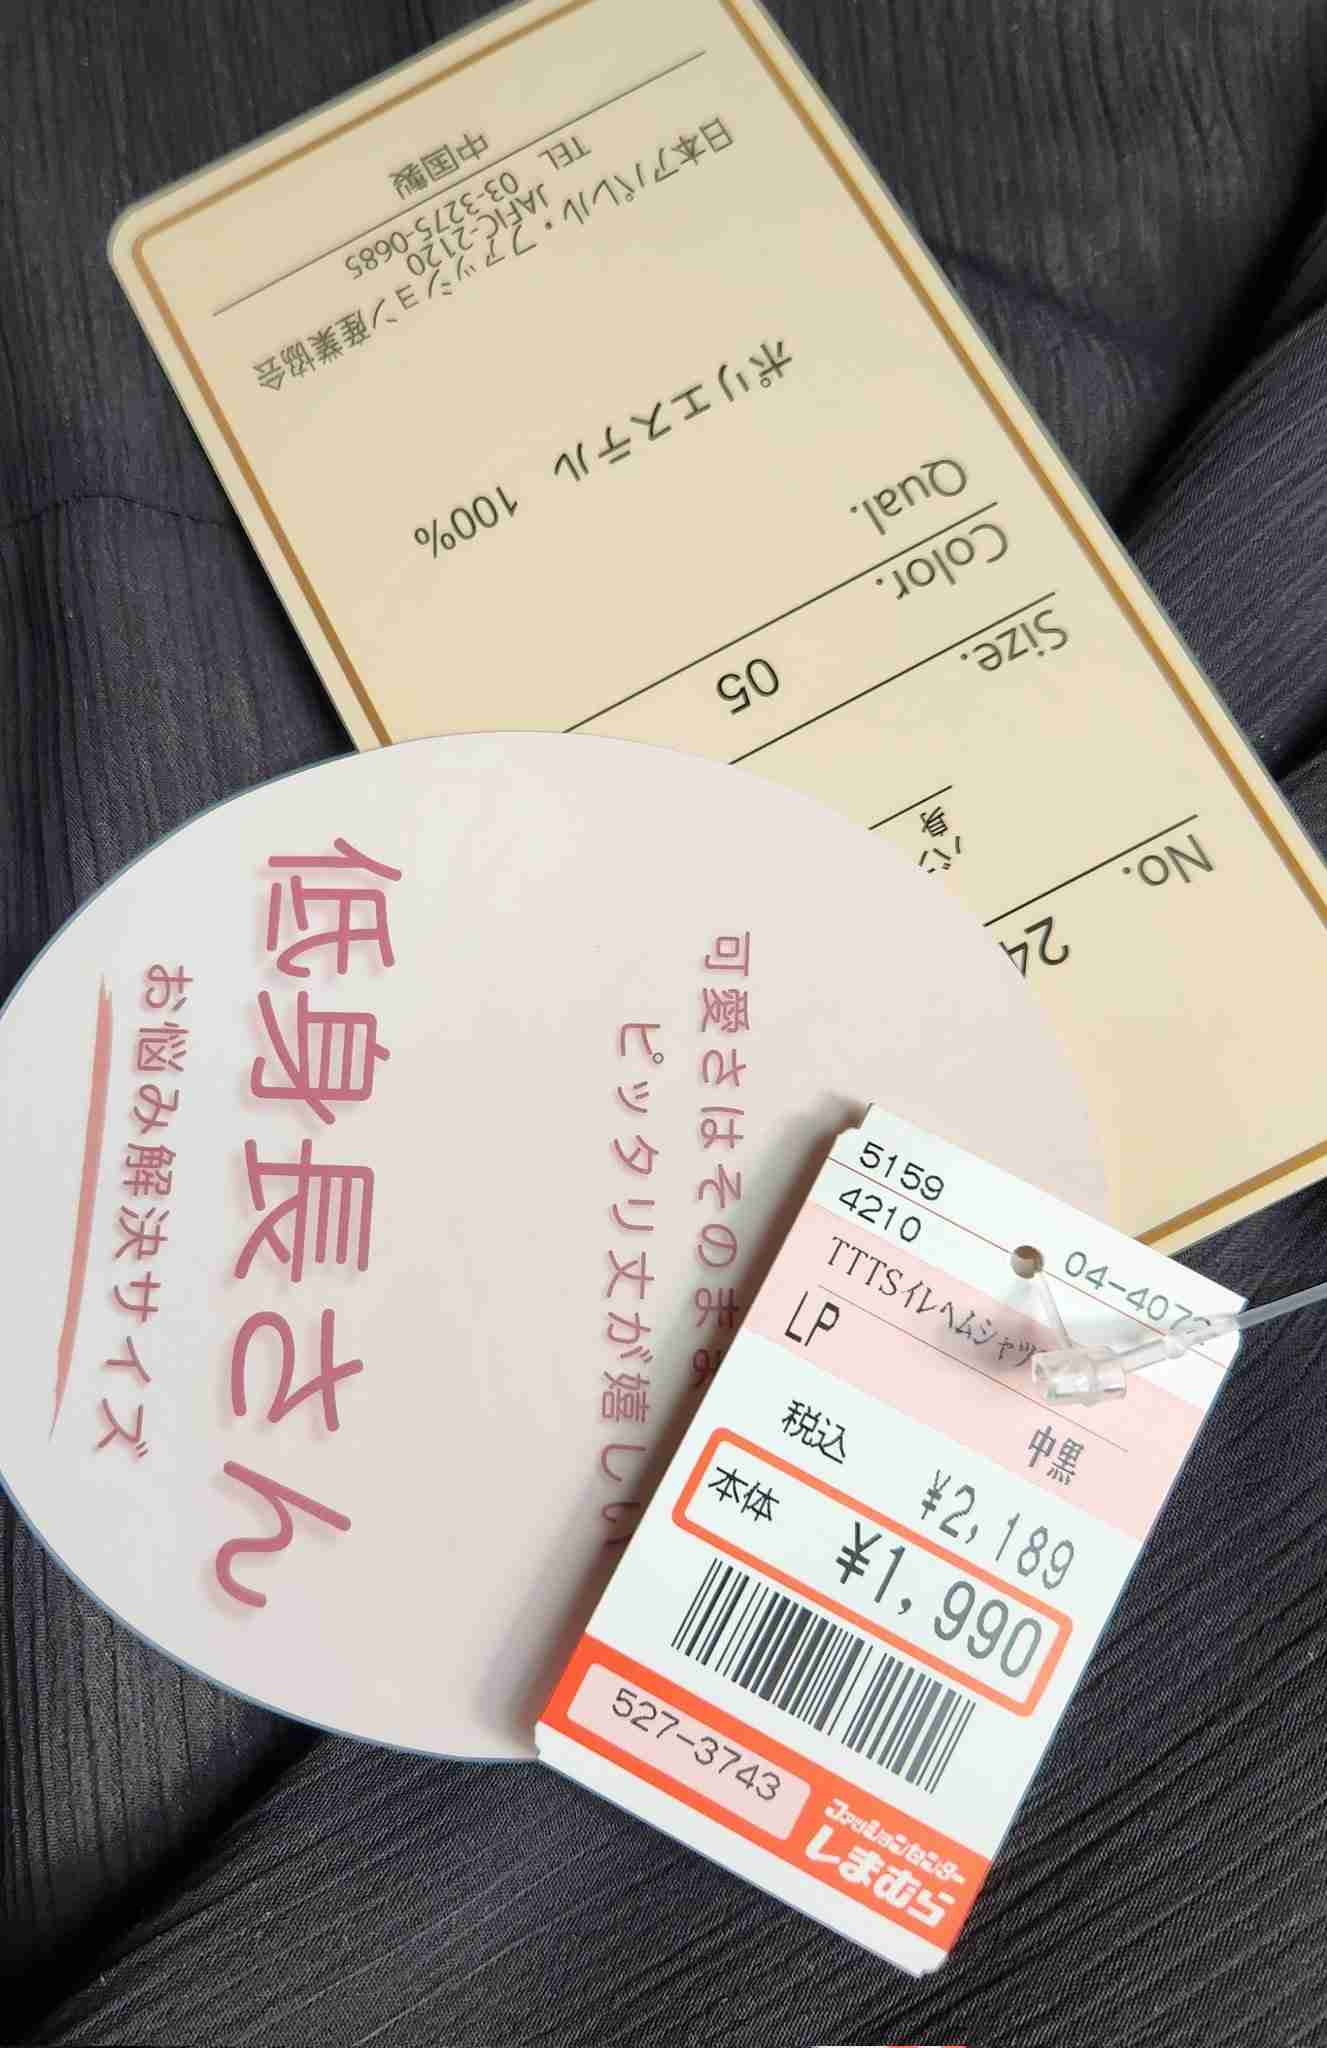 日本アパレル・ファッション産業協会
JAFIC-2120
TEL 03-3275-0685
中国製
ポリエステル 100%
Qual.
Color. 05
Size.
身
No. 24
低身長さん
お悩み解決サイズ
可愛さはそのまま
ピッタリ丈が嬉しい
5159
4210
04-407
TTTSイレヘムシャツ
LP
中黒
税込 ¥2,189
本体 ¥1,990
527-3743
ファッションセンター
しまむら